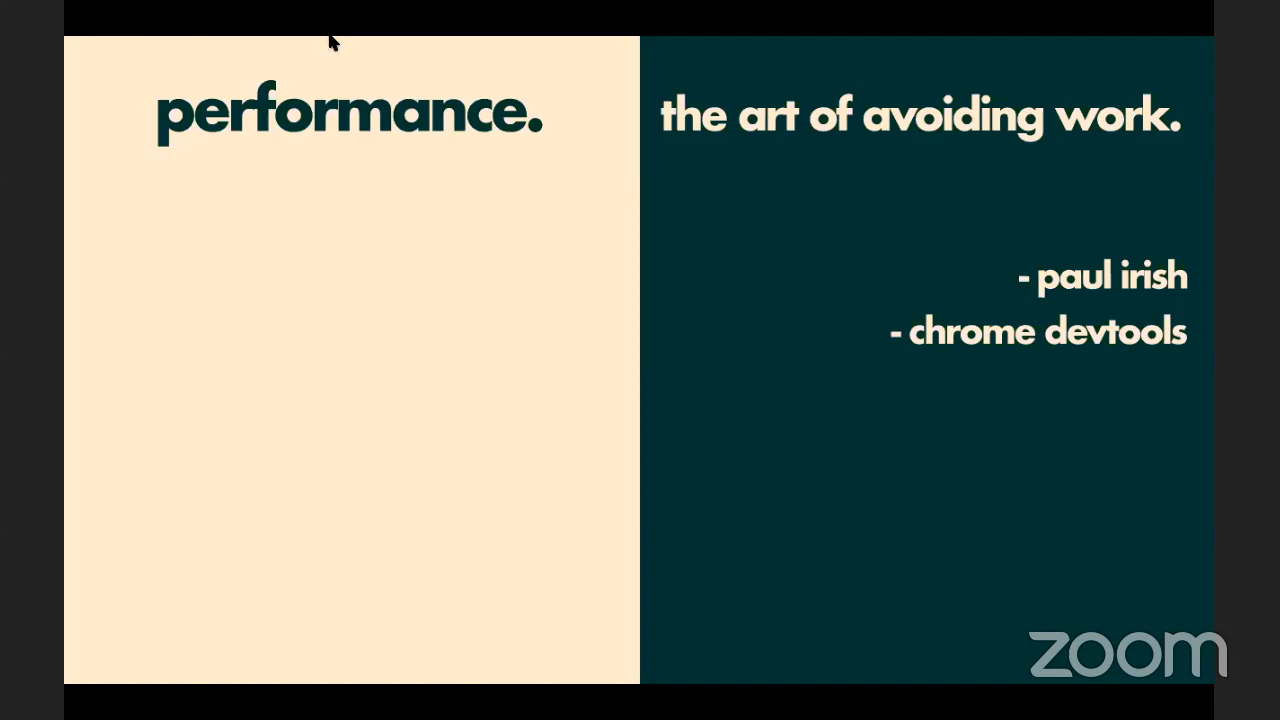 performance.
the art of avoiding work.
- paul irish
- chrome devtools
zoom